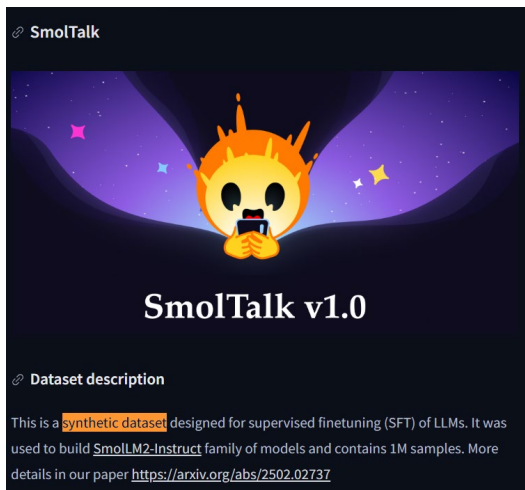 SmolTalk
SmolTalk v1.0
Dataset description
This is a synthetic dataset designed for supervised finetuning (SFT) of LLMs. It was
used to build SmolLM2-Instruct family of models and contains 1M samples. More
details in our paper https://arxiv.org/abs/2502.02737